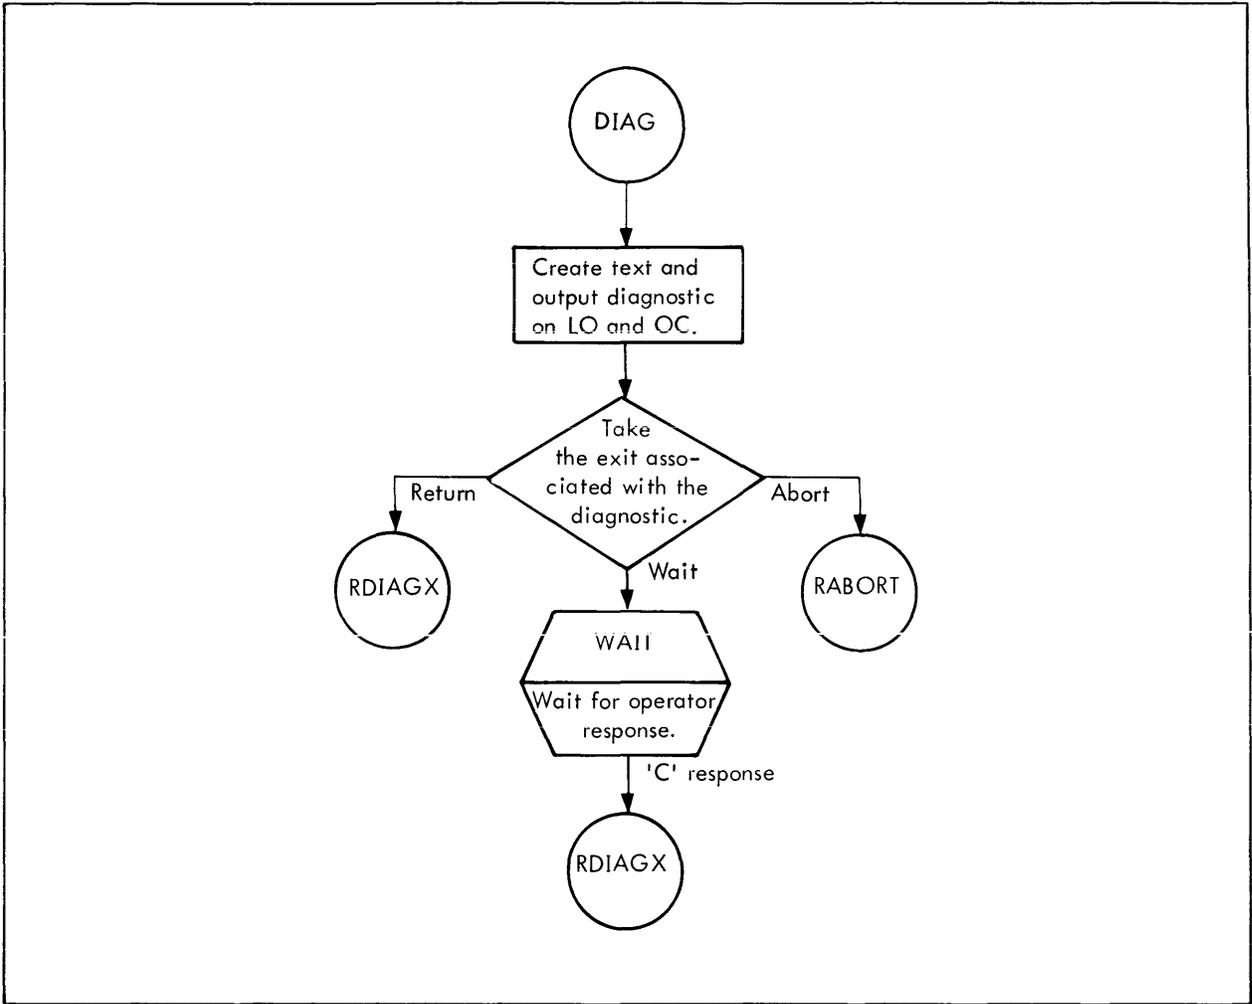 DIAG
Create text and
output diagnostic
on LO and OC.
Take
the exit asso-
ciated with the
diagnostic.
Return
Abort
Wait
RDIAGX
RABORT
WAIT
Wait for operator
response.
'C' response
RDIAGX